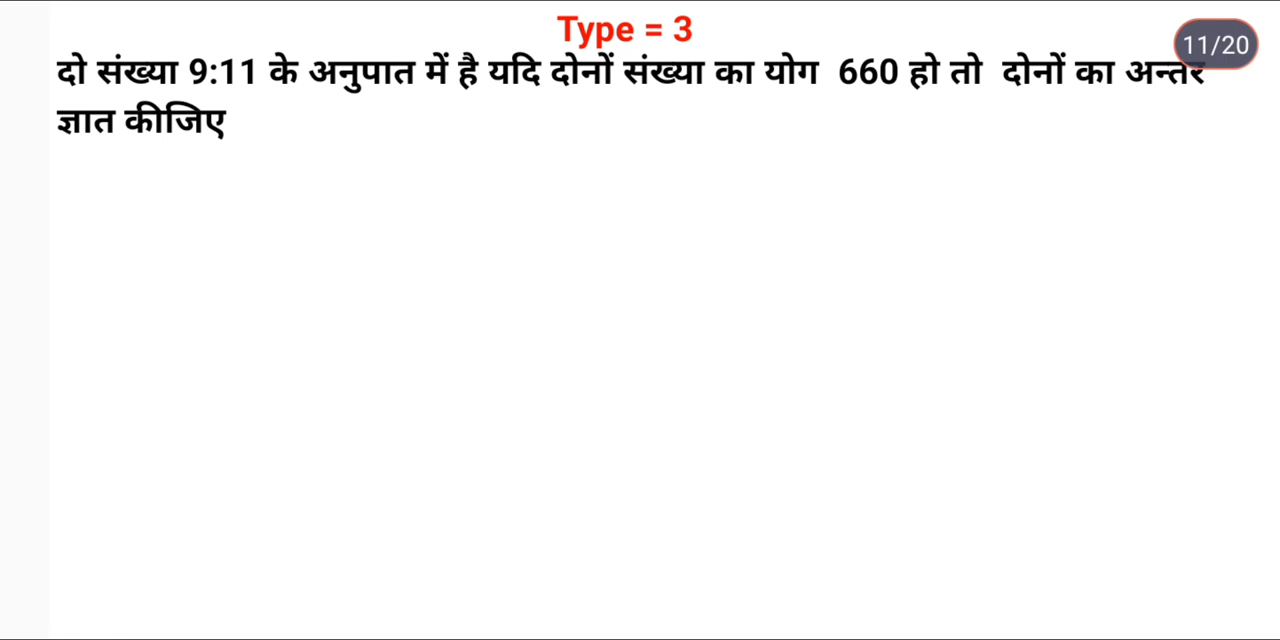 Type = 3
11/20
दो संख्या 9:11 के अनुपात में है यदि दोनों संख्या का योग 660 हो तो दोनों का अन्तर
ज्ञात कीजिए